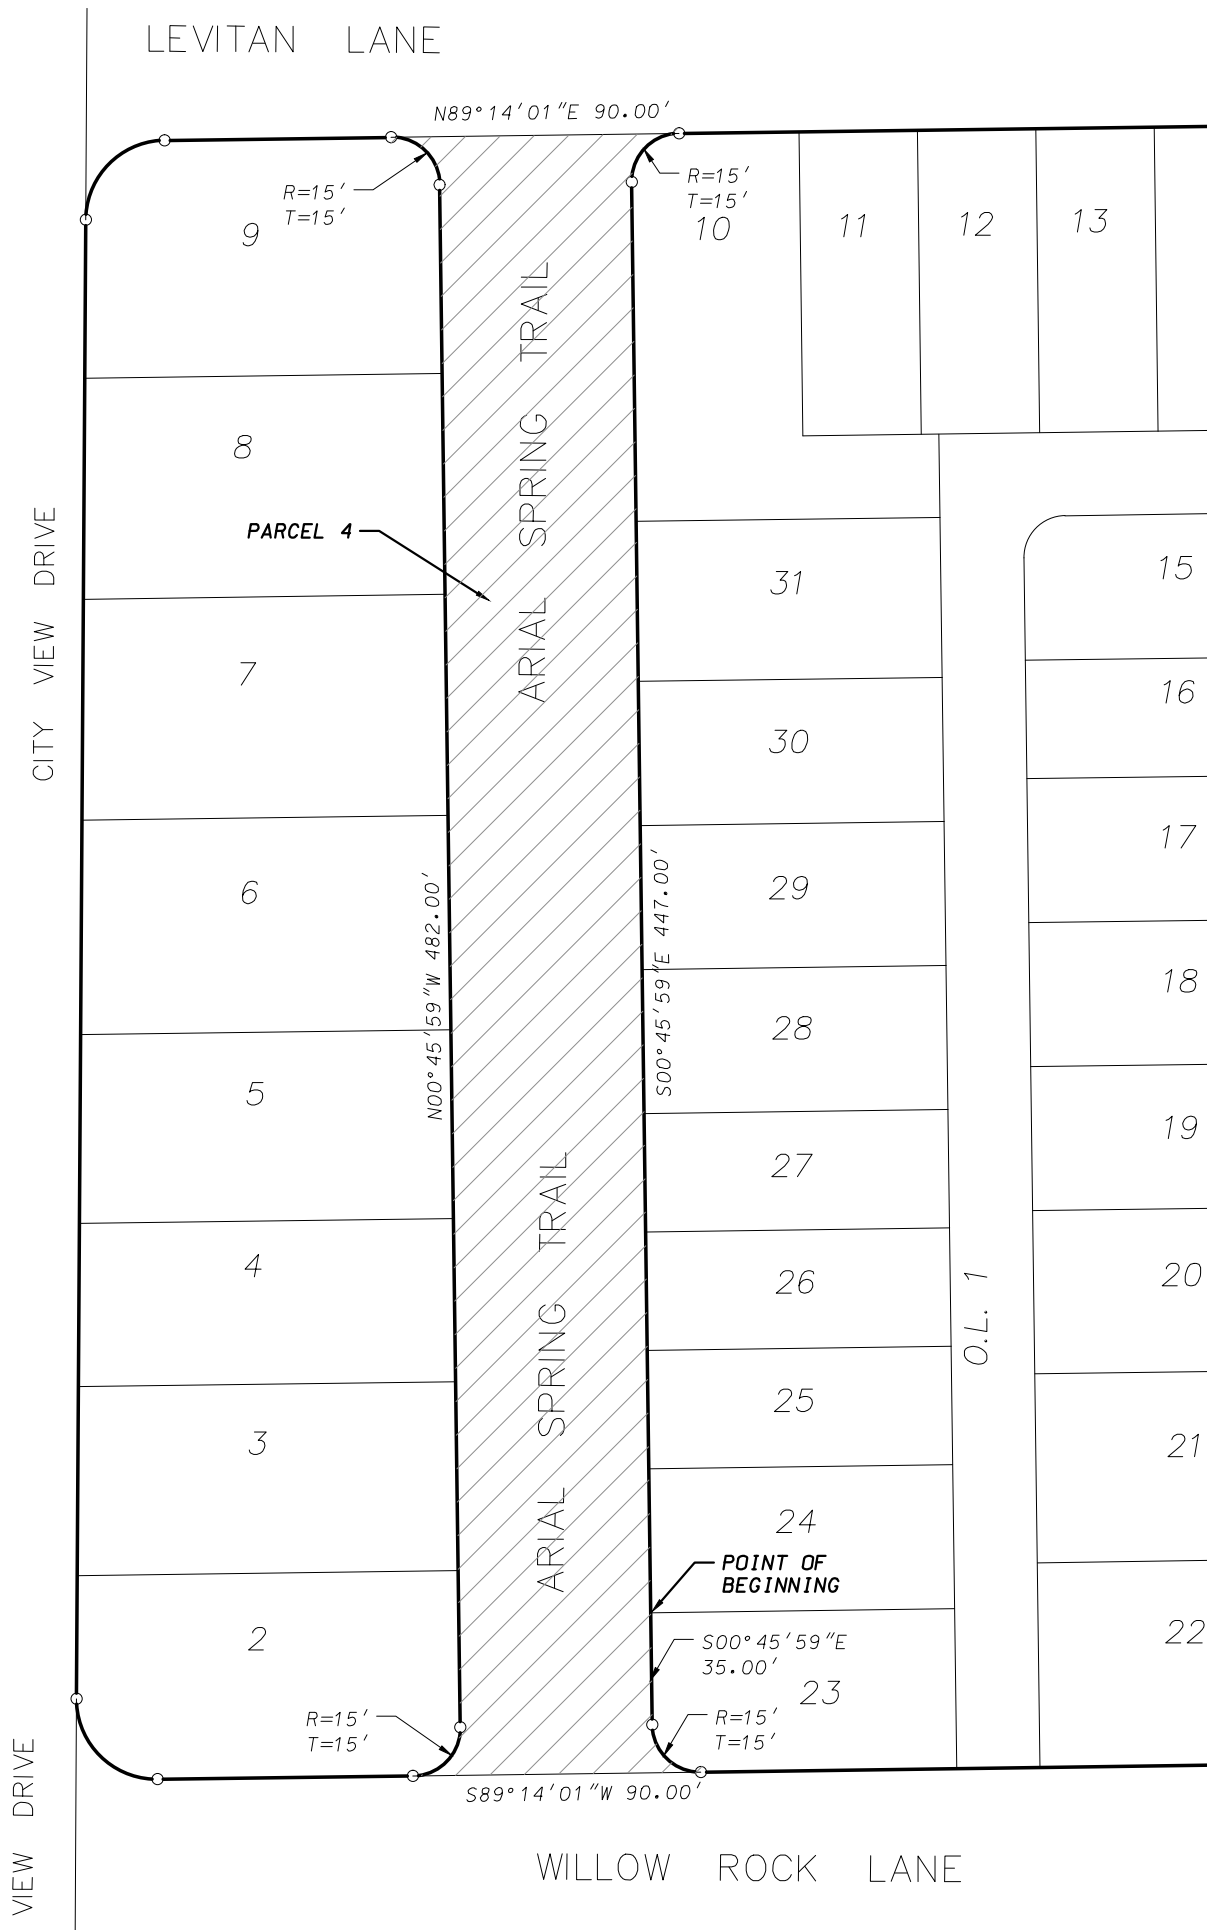 LEVITAN LANE
N89°14'01"E 90.00'
R=15'
T=15'
R=15'
T=15'
9
10
11
12
13
ARIAL SPRING TRAIL
8
PARCEL 4
CITY VIEW DRIVE
31
15
7
16
30
17
6
29
N00°45'59"W 482.00'
S00°45'59"E 447.00'
18
28
5
19
27
4
26
20
O.L. 1
ARIAL SPRING TRAIL
25
3
21
24
POINT OF
BEGINNING
2
S00°45'59"E
35.00'
22
23
R=15'
T=15'
R=15'
T=15'
S89°14'01"W 90.00'
VIEW DRIVE
WILLOW ROCK LANE